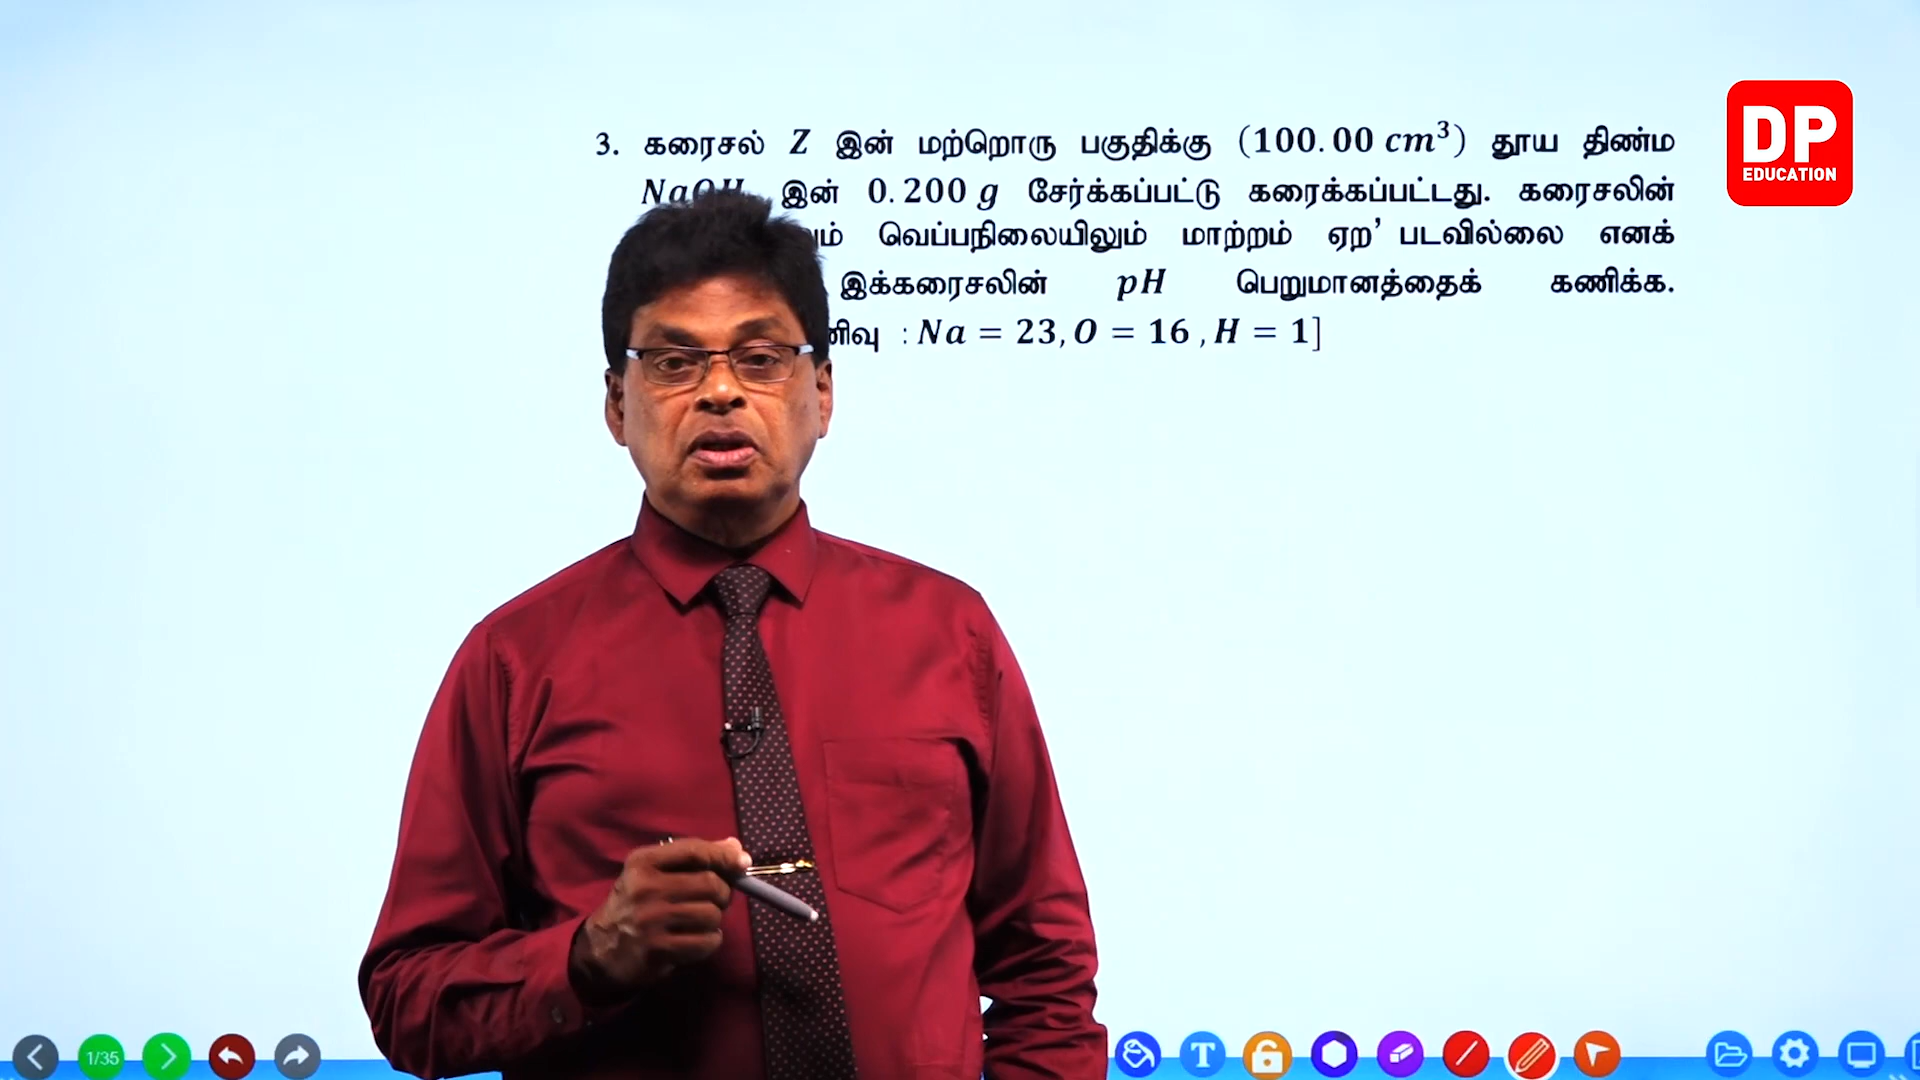 DP
EDUCATION
3. கரைசல் Z இன் மற்றொரு பகுதிக்கு (100.00 cm³) தூய திண்ம
NaOH இன் 0.200 g சேர்க்கப்பட்டு கரைக்கப்பட்டது. கரைசலின்
வெப்பநிலையிலும் மாற்றம் ஏற' படவில்லை எனக்
இக்கரைசலின் pH பெறுமானத்தைக் கணிக்க.
: Na = 23, O = 16 , H = 1]
1/35
T